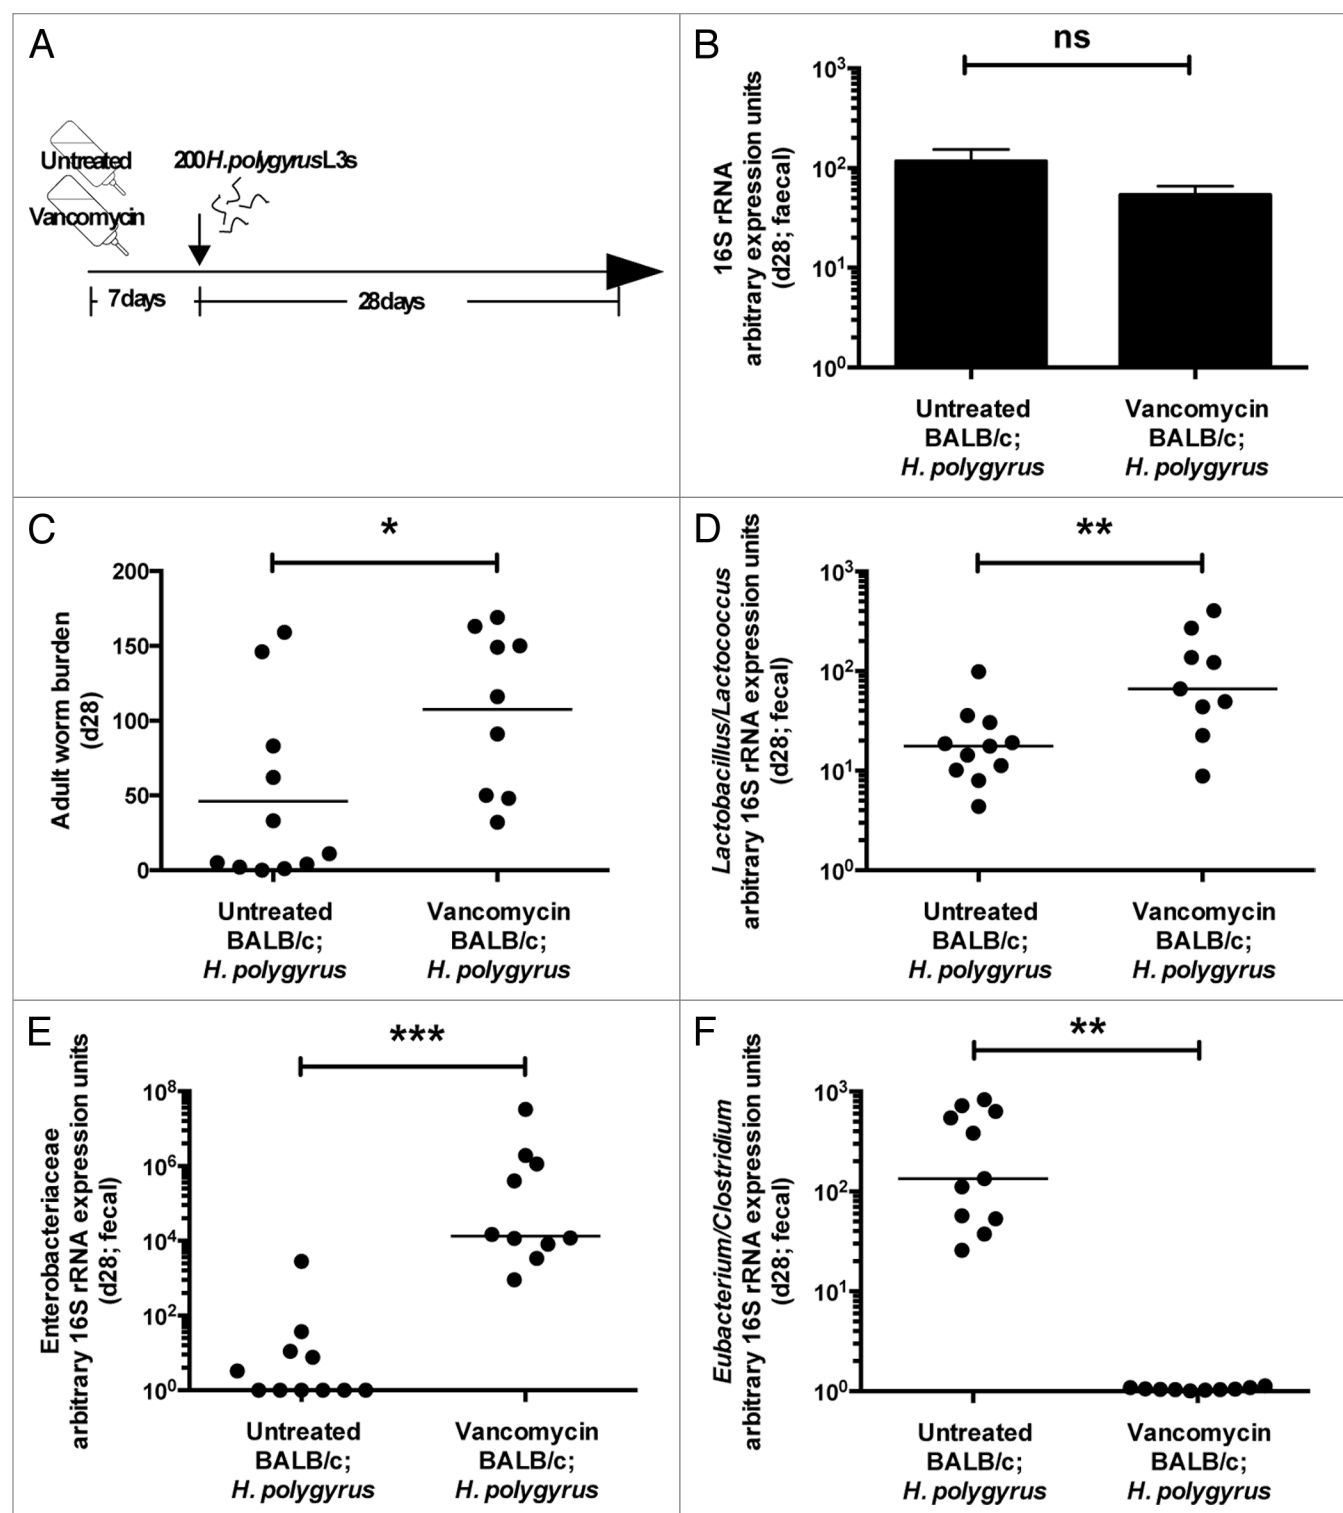 A
Untreated
Vancomycin
200 H.polygyrus L3s
7 days
28 days
B
ns
16S rRNA
arbitrary expression units
(d28; faecal)
10³
10²
10¹
10⁰
Untreated
BALB/c;
H. polygyrus
Vancomycin
BALB/c;
H. polygyrus
C
*
Adult worm burden
(d28)
200
150
100
50
0
Untreated
BALB/c;
H. polygyrus
Vancomycin
BALB/c;
H. polygyrus
D
**
Lactobacillus/Lactococcus
arbitrary 16S rRNA expression units
(d28; fecal)
10³
10²
10¹
10⁰
Untreated
BALB/c;
H. polygyrus
Vancomycin
BALB/c;
H. polygyrus
E
***
Enterobacteriaceae
arbitrary 16S rRNA expression units
(d28; fecal)
10⁸
10⁶
10⁴
10²
10⁰
Untreated
BALB/c;
H. polygyrus
Vancomycin
BALB/c;
H. polygyrus
F
**
Eubacterium/Clostridium
arbitrary 16S rRNA expression units
(d28; fecal)
10³
10²
10¹
10⁰
Untreated
BALB/c;
H. polygyrus
Vancomycin
BALB/c;
H. polygyrus